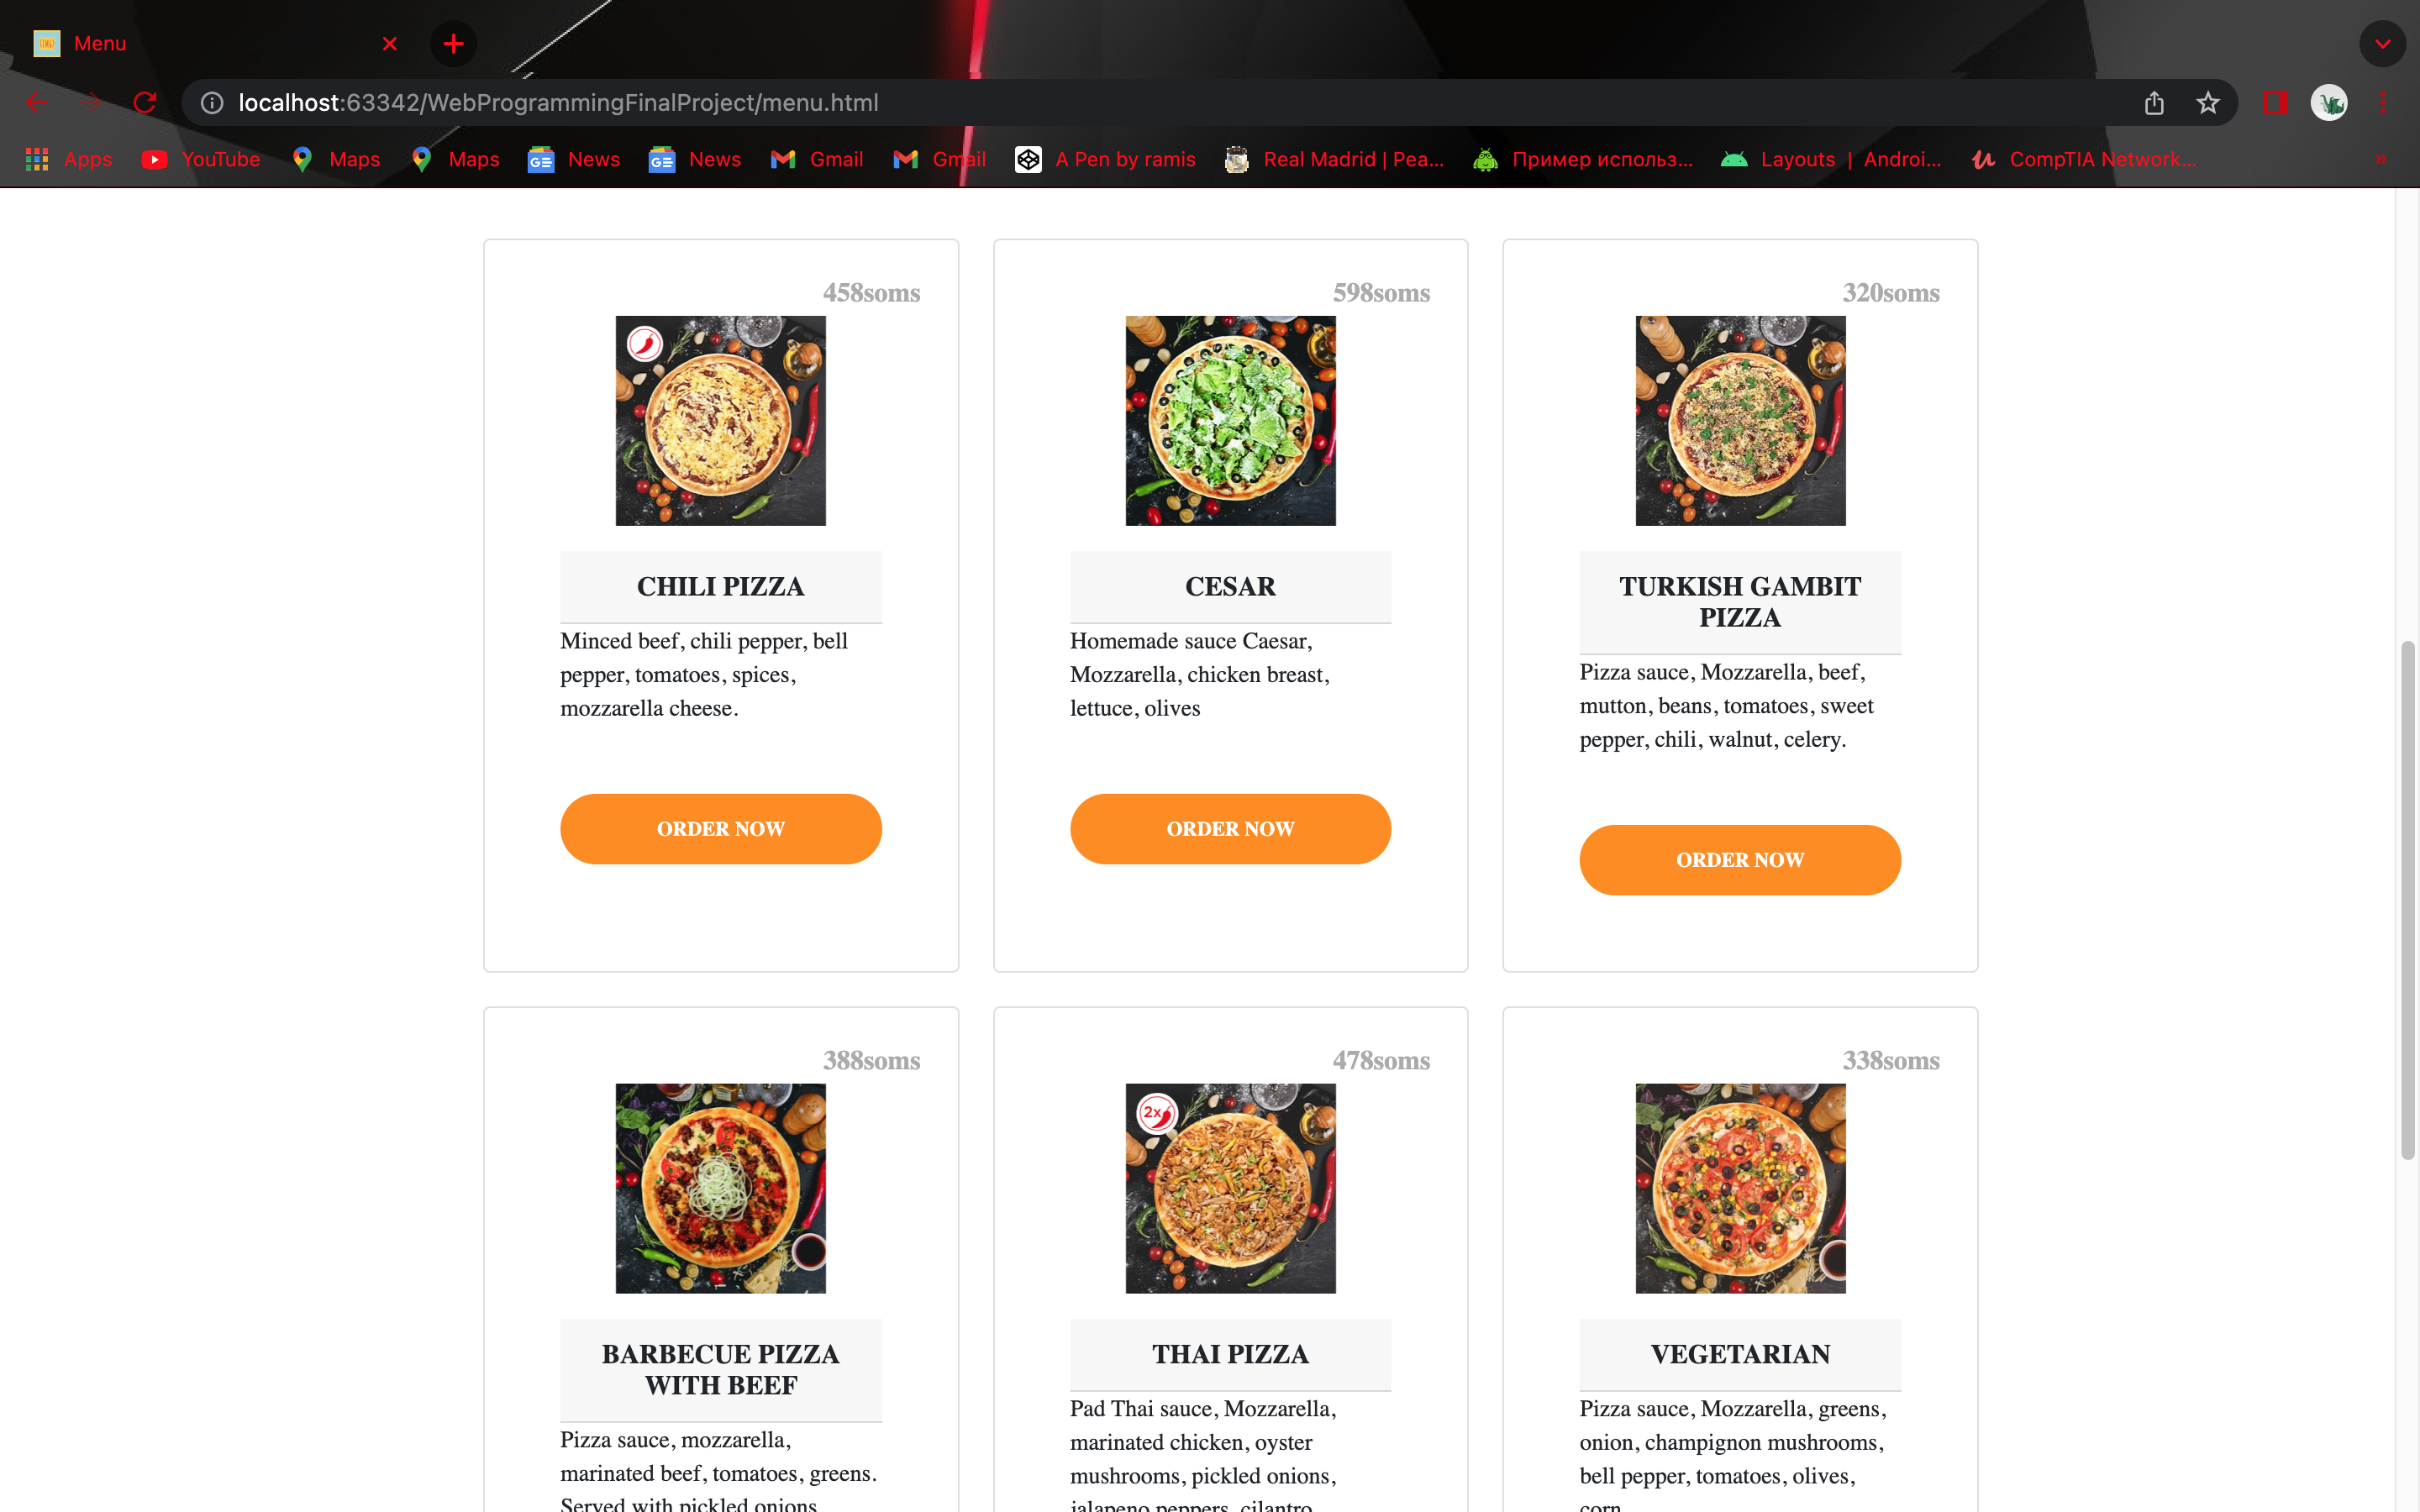 Menu
localhost:63342/WebProgrammingFinalProject/menu.html
Apps YouTube Maps Maps News News Gmail Gmail A Pen by ramis Real Madrid | Pea... Пример использ... Layouts | Androi... CompTIA Network... »
458soms
CHILI PIZZA
Minced beef, chili pepper, bell
pepper, tomatoes, spices,
mozzarella cheese.
ORDER NOW
598soms
CESAR
Homemade sauce Caesar,
Mozzarella, chicken breast,
lettuce, olives
ORDER NOW
320soms
TURKISH GAMBIT
PIZZA
Pizza sauce, Mozzarella, beef,
mutton, beans, tomatoes, sweet
pepper, chili, walnut, celery.
ORDER NOW
388soms
BARBECUE PIZZA
WITH BEEF
Pizza sauce, mozzarella,
marinated beef, tomatoes, greens.
Served with pickled onions
478soms
2x
THAI PIZZA
Pad Thai sauce, Mozzarella,
marinated chicken, oyster
mushrooms, pickled onions,
jalapeno peppers, cilantro
338soms
VEGETARIAN
Pizza sauce, Mozzarella, greens,
onion, champignon mushrooms,
bell pepper, tomatoes, olives,
corn